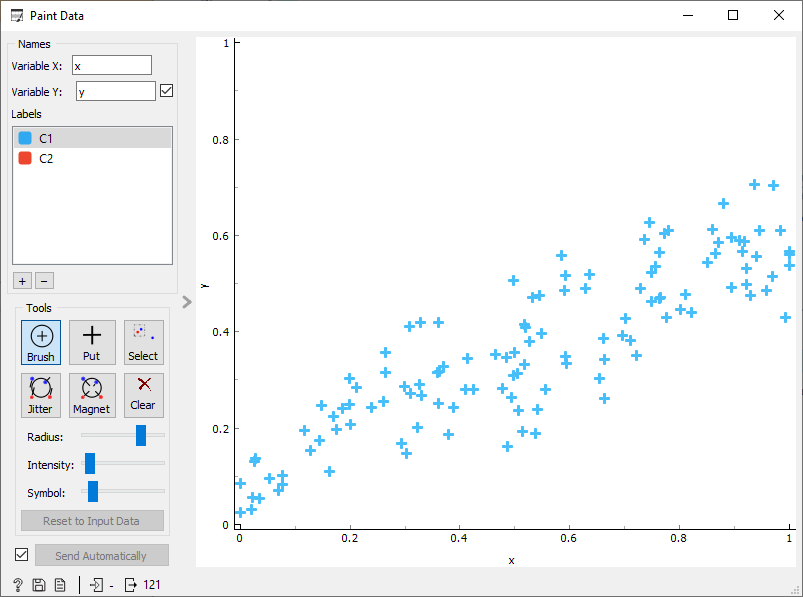 Paint Data
Names
Variable X: x
Variable Y: y
Labels
C1
C2
+ −
Tools
Brush Put Select
Jitter Magnet Clear
Radius:
Intensity:
Symbol:
Reset to Input Data
Send Automatically
? - 121
1
0.8
0.6
0.4
0.2
0
y
0 0.2 0.4 0.6 0.8 1
x